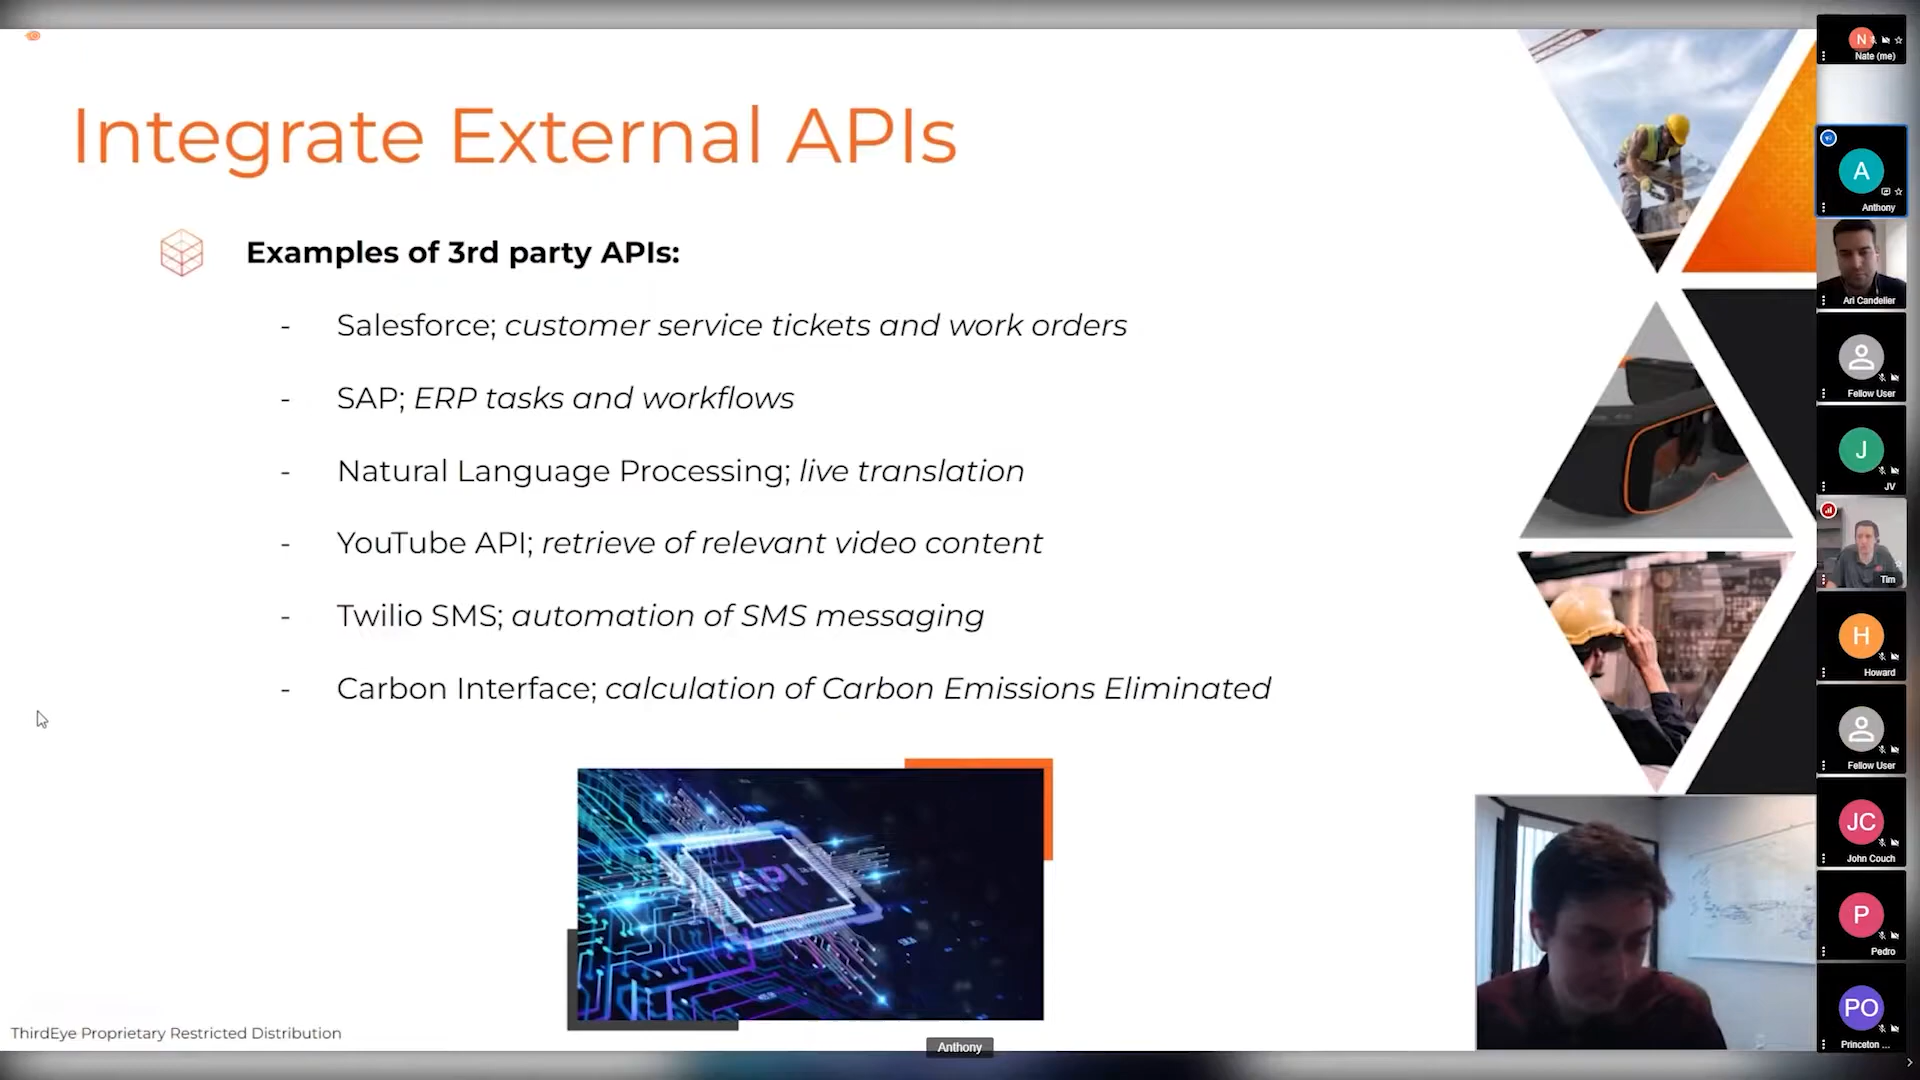 Integrate External APIs
Examples of 3rd party APIs:
- Salesforce; customer service tickets and work orders
- SAP; ERP tasks and workflows
- Natural Language Processing; live translation
- YouTube API; retrieve of relevant video content
- Twilio SMS; automation of SMS messaging
- Carbon Interface; calculation of Carbon Emissions Eliminated
API
ThirdEye Proprietary Restricted Distribution
Anthony
N
Nate (me)
A
Anthony
Ari Candelier
Fellow User
J
JV
Tim
H
Howard
Fellow User
JC
John Couch
P
Pedro
PO
Princeton ...